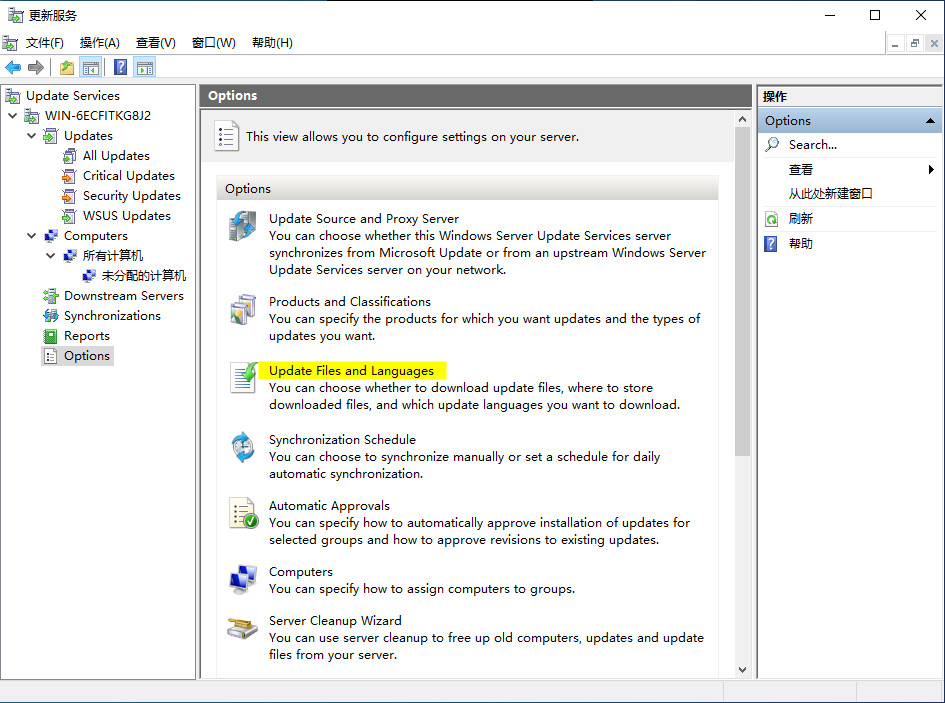 更新服务
文件(F) 操作(A) 查看(V) 窗口(W) 帮助(H)
Update Services
WIN-6ECFITKG8J2
Updates
All Updates
Critical Updates
Security Updates
WSUS Updates
Computers
所有计算机
未分配的计算机
Downstream Servers
Synchronizations
Reports
Options
Options
This view allows you to configure settings on your server.
Options
Update Source and Proxy Server
You can choose whether this Windows Server Update Services server
synchronizes from Microsoft Update or from an upstream Windows Server
Update Services server on your network.
Products and Classifications
You can specify the products for which you want updates and the types of
updates you want.
Update Files and Languages
You can choose whether to download update files, where to store
downloaded files, and which update languages you want to download.
Synchronization Schedule
You can choose to synchronize manually or set a schedule for daily
automatic synchronization.
Automatic Approvals
You can specify how to automatically approve installation of updates for
selected groups and how to approve revisions to existing updates.
Computers
You can specify how to assign computers to groups.
Server Cleanup Wizard
You can use server cleanup to free up old computers, updates and update
files from your server.
操作
Options
Search...
查看
从此处新建窗口
刷新
帮助